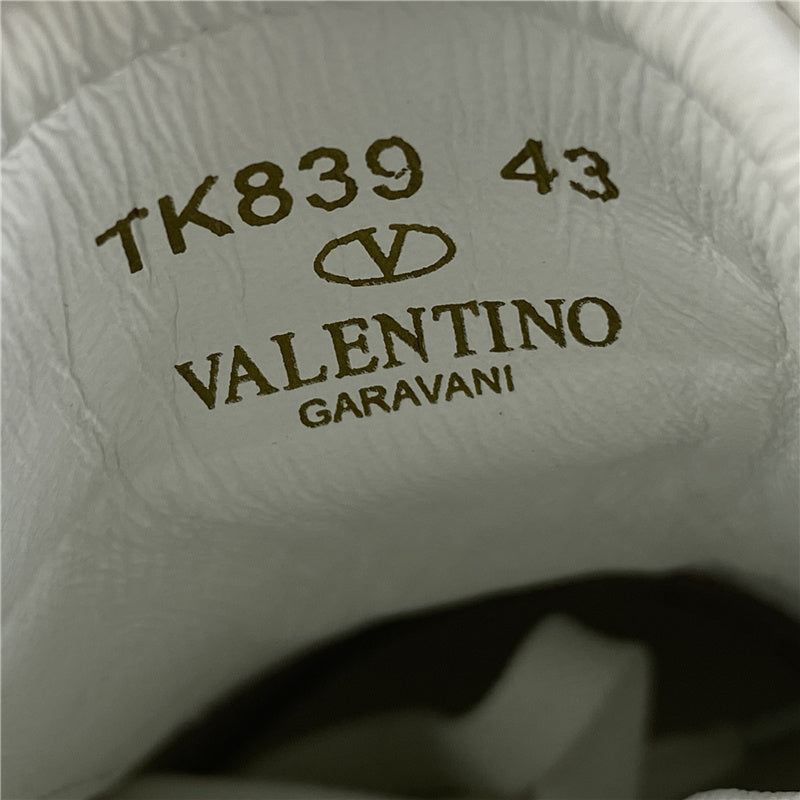 TK839 43
V
VALENTINO
GARAVANI